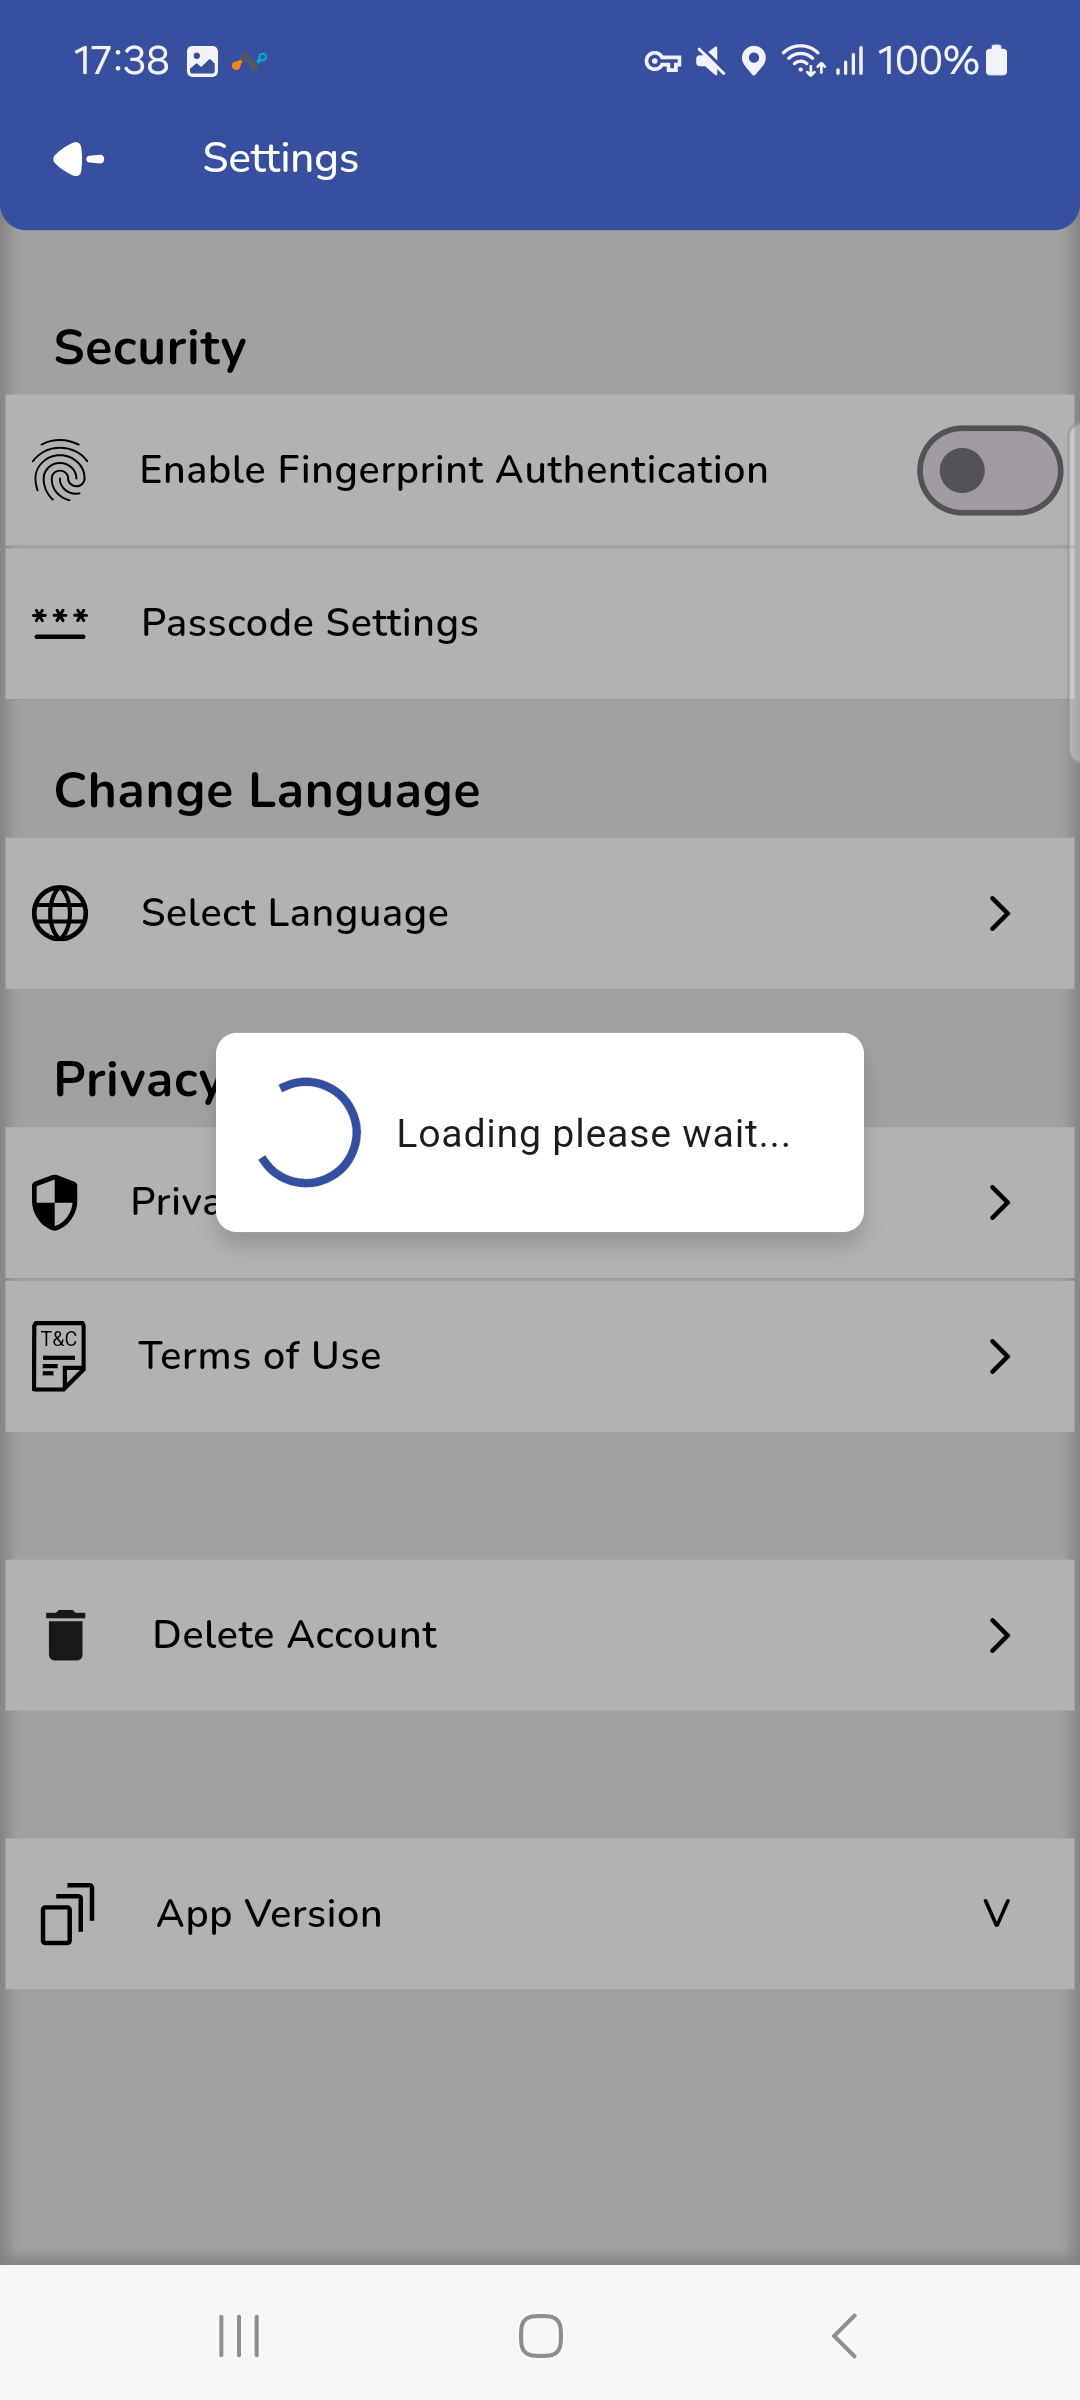 17:38 100%
Settings
Security
Enable Fingerprint Authentication
*** Passcode Settings
Change Language
Select Language
Privacy
Loading please wait...
Priva
T&C
Terms of Use
Delete Account
App Version V